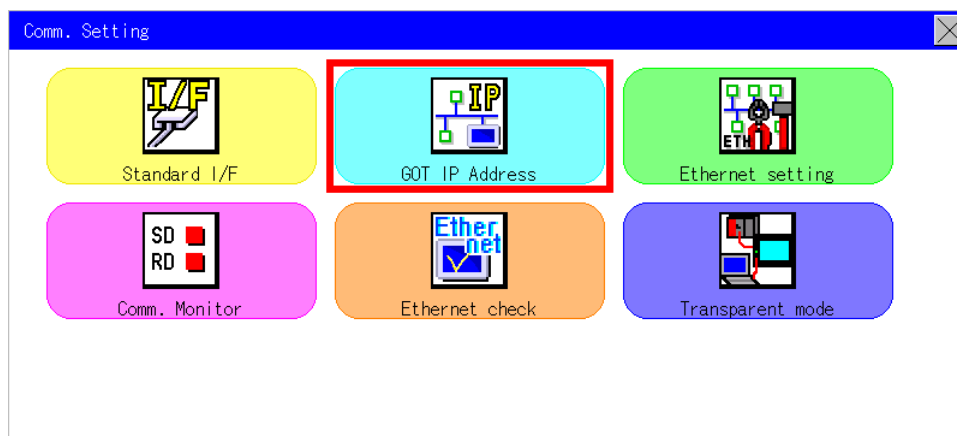 Comm. Setting
I/F
Standard I/F
IP
GOT IP Address
ETH
Ethernet setting
SD
RD
Comm. Monitor
Ether
net
Ethernet check
Transparent mode